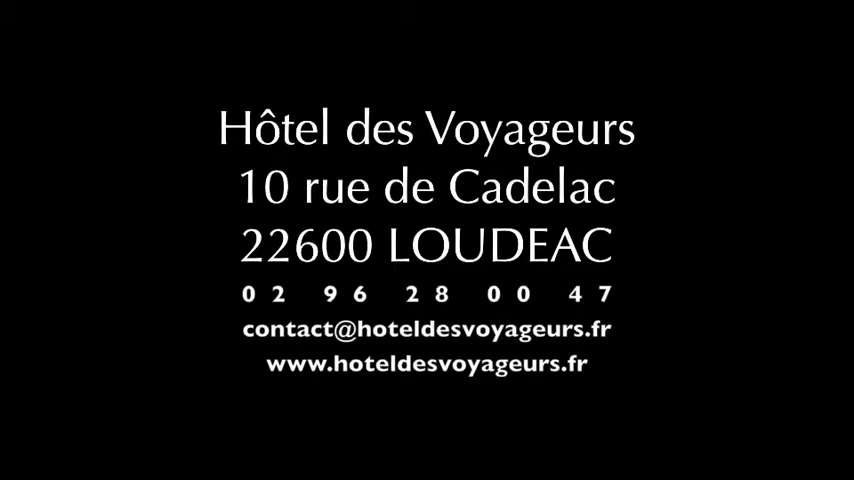 Hôtel des Voyageurs
10 rue de Cadelac
22600 LOUDEAC
02 96 28 00 47
contact@hoteldesvoyageurs.fr
www.hoteldesvoyageurs.fr